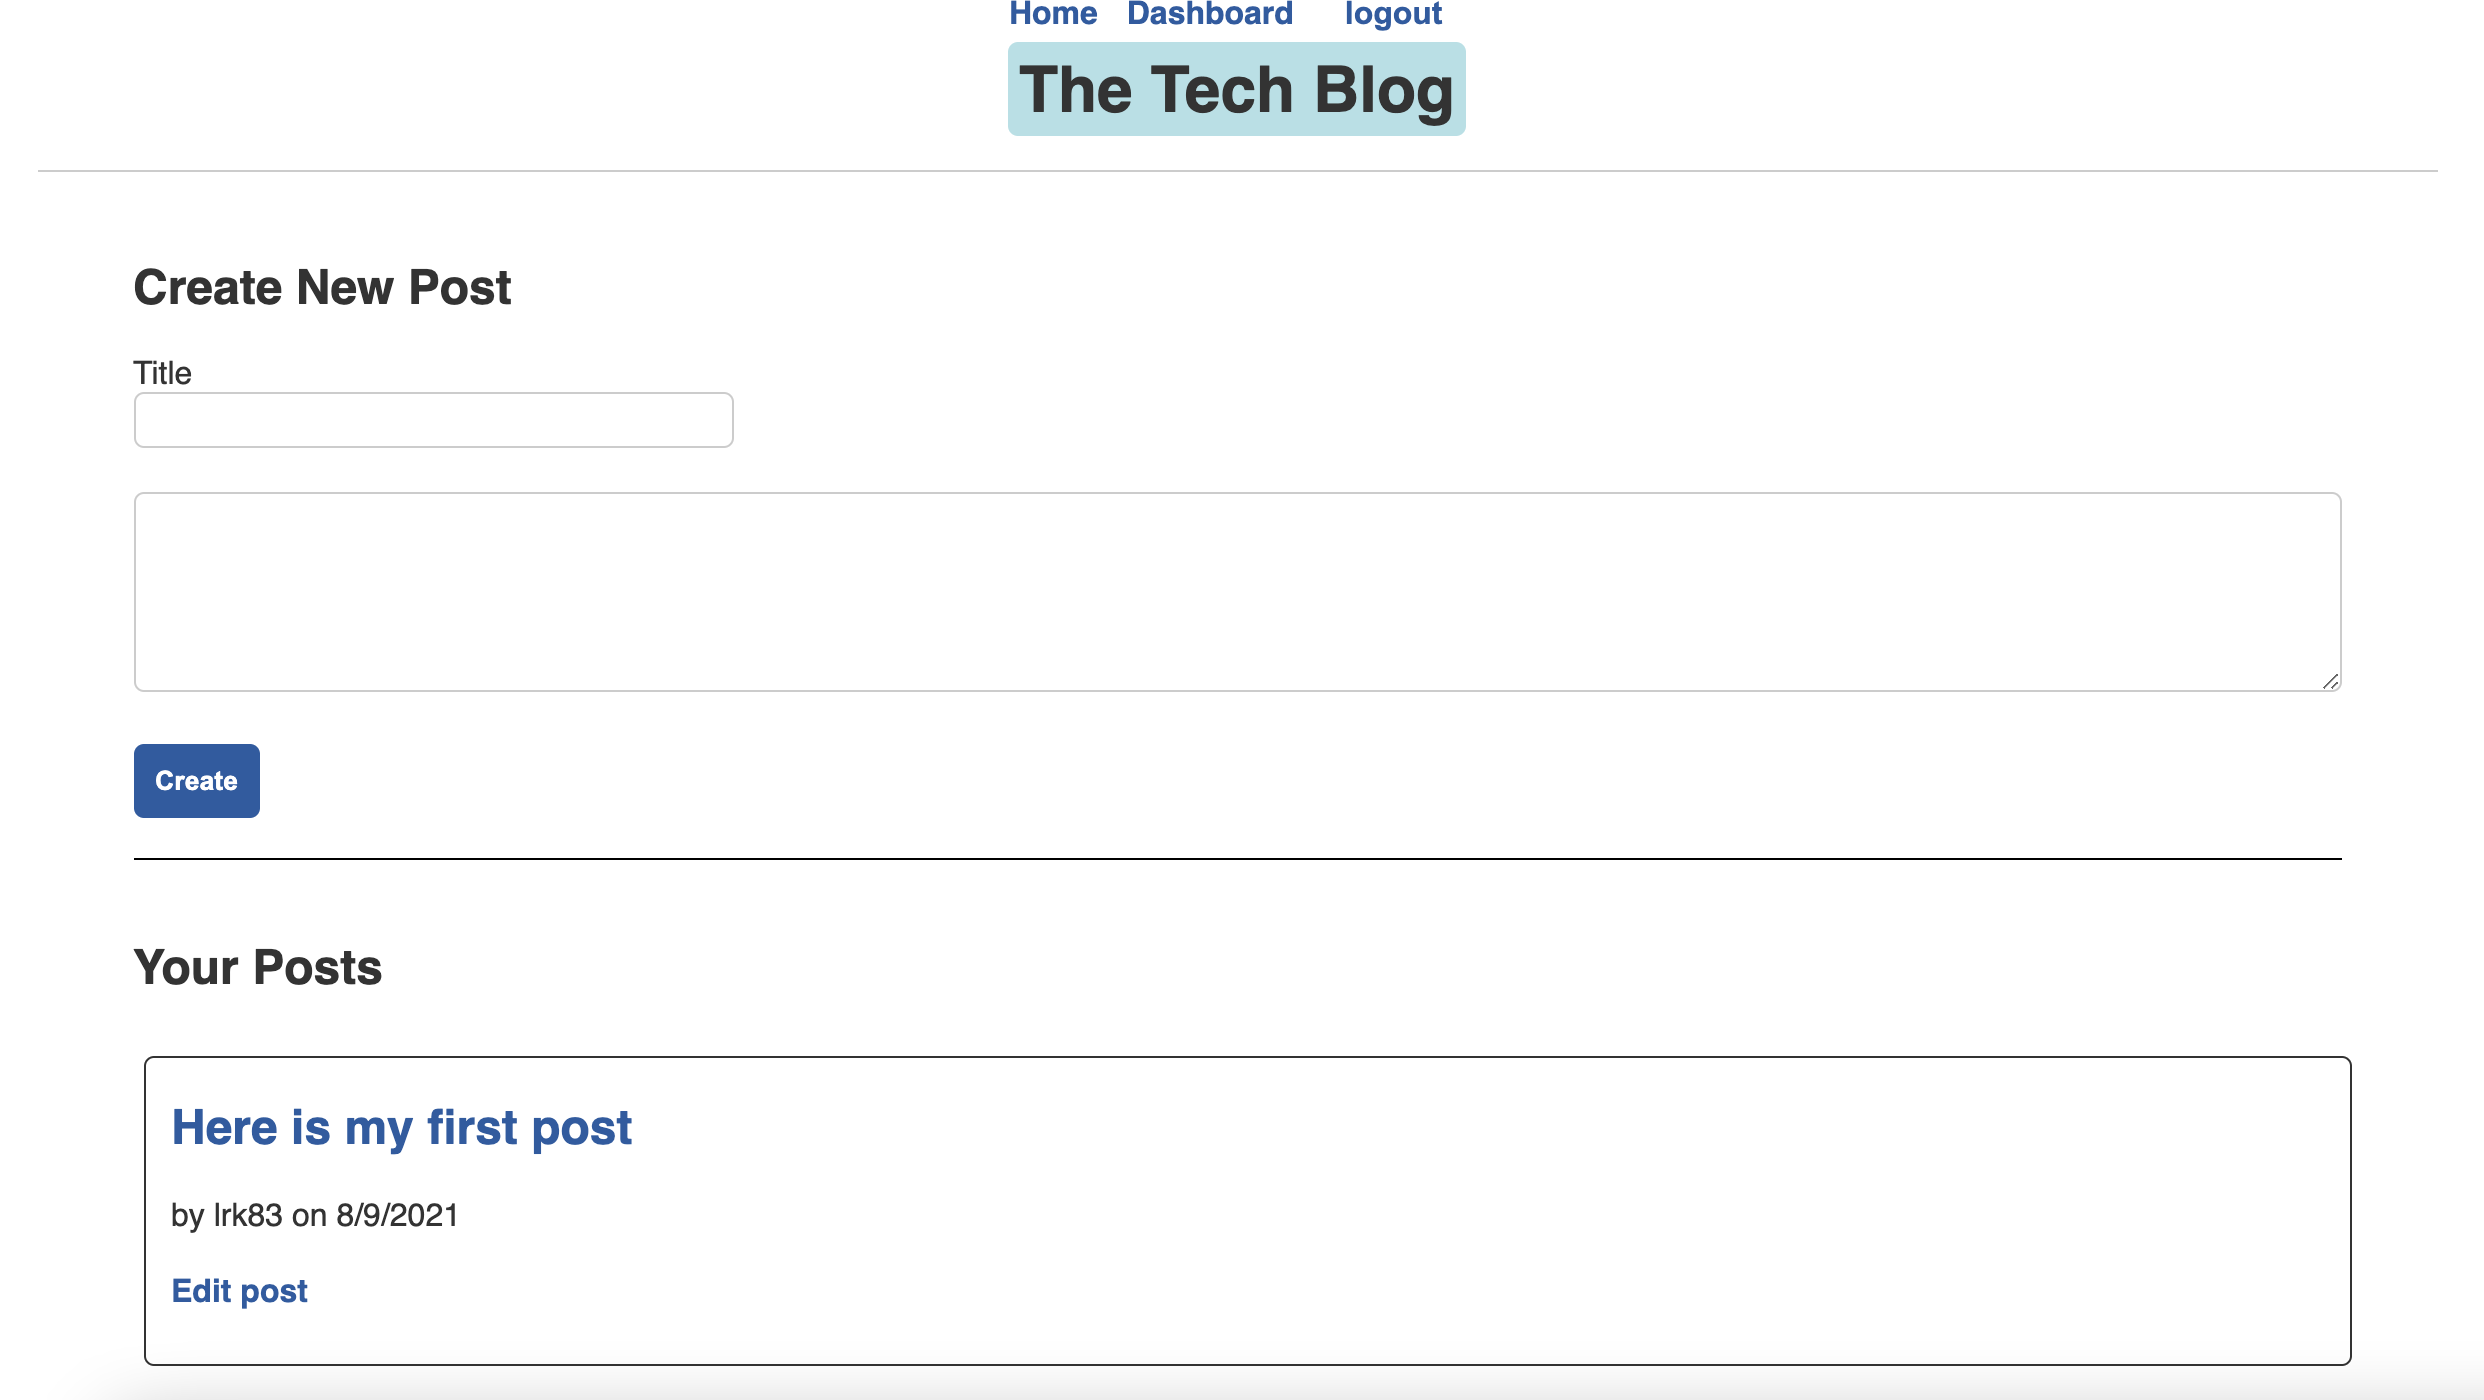 Home Dashboard logout
The Tech Blog
Create New Post
Title
Create
Your Posts
Here is my first post
by lrk83 on 8/9/2021
Edit post